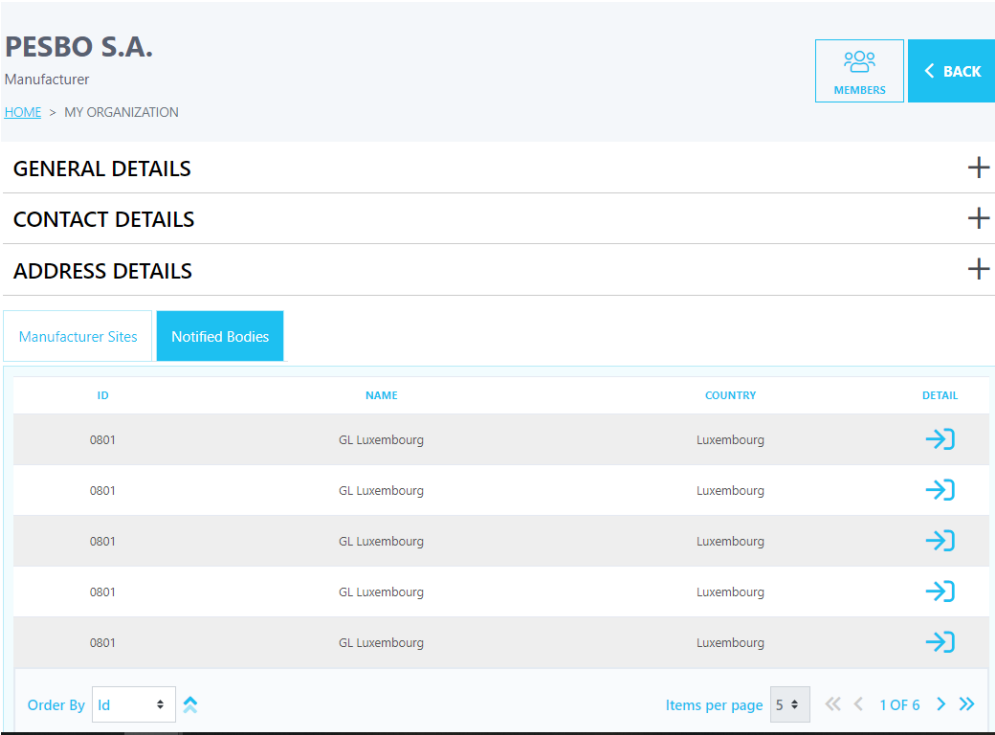 PESBO S.A.
Manufacturer
MEMBERS
BACK
HOME > MY ORGANIZATION
GENERAL DETAILS
CONTACT DETAILS
ADDRESS DETAILS
Manufacturer Sites Notified Bodies
ID NAME COUNTRY DETAIL
0801 GL Luxembourg Luxembourg
0801 GL Luxembourg Luxembourg
0801 GL Luxembourg Luxembourg
0801 GL Luxembourg Luxembourg
0801 GL Luxembourg Luxembourg
Order By Id Items per page 5 1 OF 6